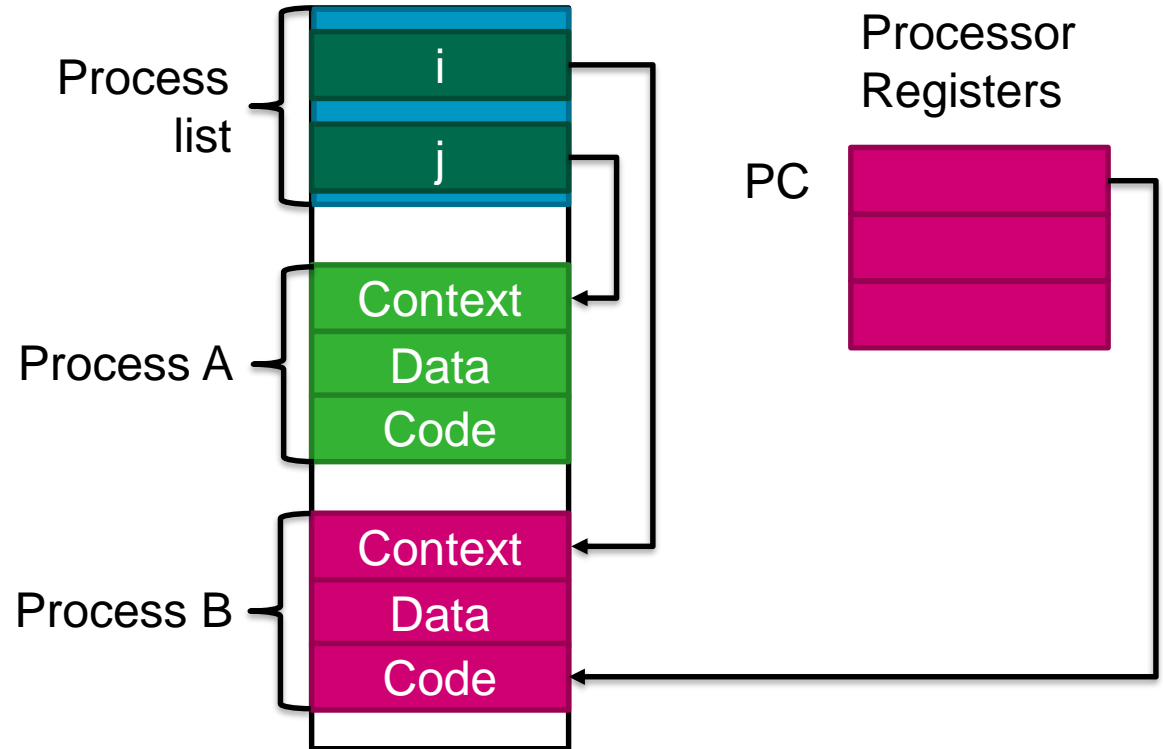 Process
list
i
j
Processor
Registers
PC
Process A
Context
Data
Code
Process B
Context
Data
Code